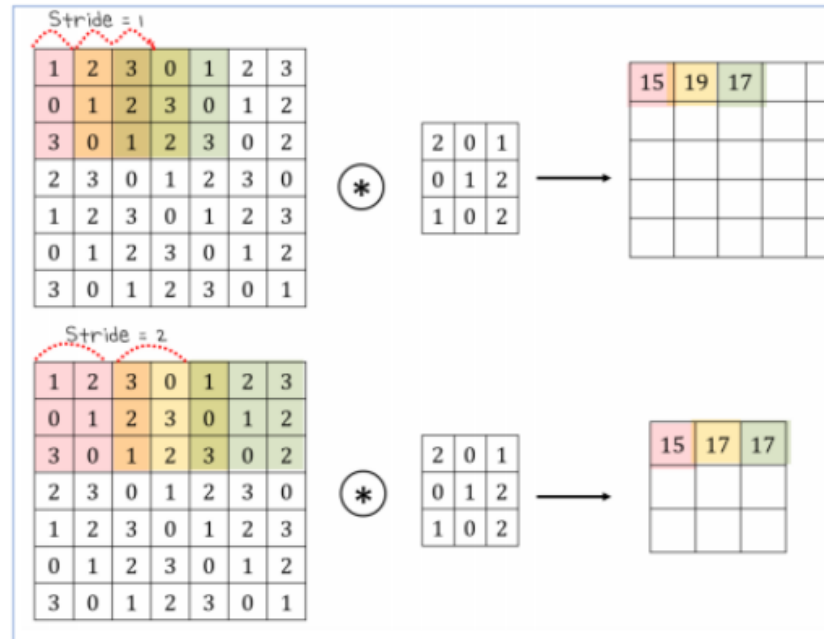 Stride = 1
1 2 3 0 1 2 3
0 1 2 3 0 1 2
3 0 1 2 3 0 2
2 3 0 1 2 3 0
1 2 3 0 1 2 3
0 1 2 3 0 1 2
3 0 1 2 3 0 1
*
2 0 1
0 1 2
1 0 2
15 19 17
Stride = 2
1 2 3 0 1 2 3
0 1 2 3 0 1 2
3 0 1 2 3 0 2
2 3 0 1 2 3 0
1 2 3 0 1 2 3
0 1 2 3 0 1 2
3 0 1 2 3 0 1
*
2 0 1
0 1 2
1 0 2
15 17 17